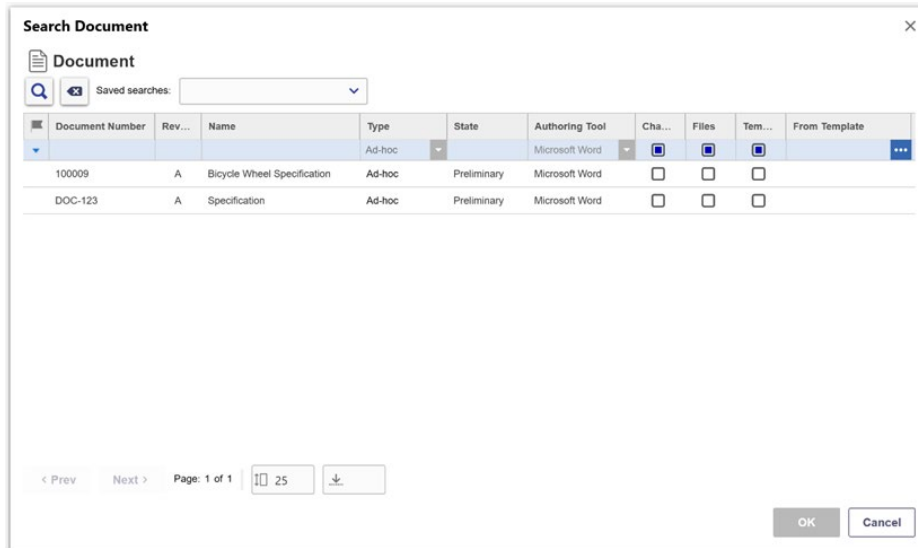 Search Document
Document
Saved searches:
Document Number Rev... Name Type State Authoring Tool Cha... Files Tem... From Template
Ad-hoc Microsoft Word ...
100009 A Bicycle Wheel Specification Ad-hoc Preliminary Microsoft Word
DOC-123 A Specification Ad-hoc Preliminary Microsoft Word
< Prev Next > Page: 1 of 1 25
OK Cancel